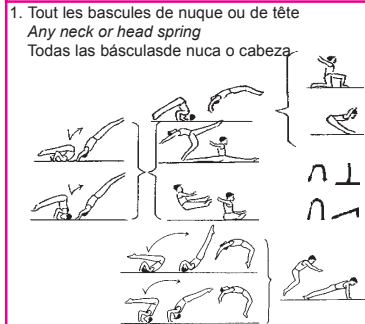 1. Tout les bascules de nuque ou de tête
Any neck or head spring
Todas las básculasde nuca o cabeza